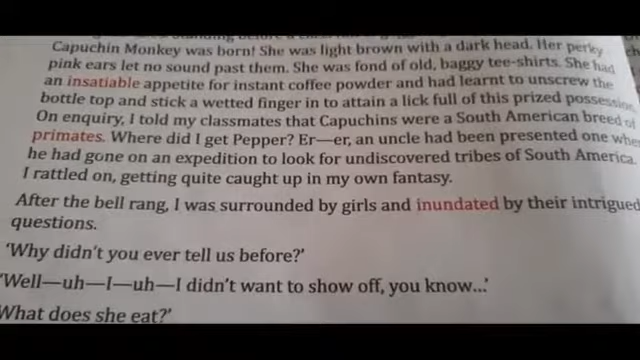 Capuchin Monkey was born! She was light brown with a dark head. Her perky
pink ears let no sound past them. She was fond of old, baggy tee-shirts. She had
an insatiable appetite for instant coffee powder and had learnt to unscrew the
bottle top and stick a wetted finger in to attain a lick full of this prized possession.
On enquiry, I told my classmates that Capuchins were a South American breed of
primates. Where did I get Pepper? Er—er, an uncle had been presented one when
he had gone on an expedition to look for undiscovered tribes of South America.
I rattled on, getting quite caught up in my own fantasy.
After the bell rang, I was surrounded by girls and inundated by their intrigued
questions.
'Why didn't you ever tell us before?'
'Well—uh—I—uh—I didn't want to show off, you know...'
What does she eat?'